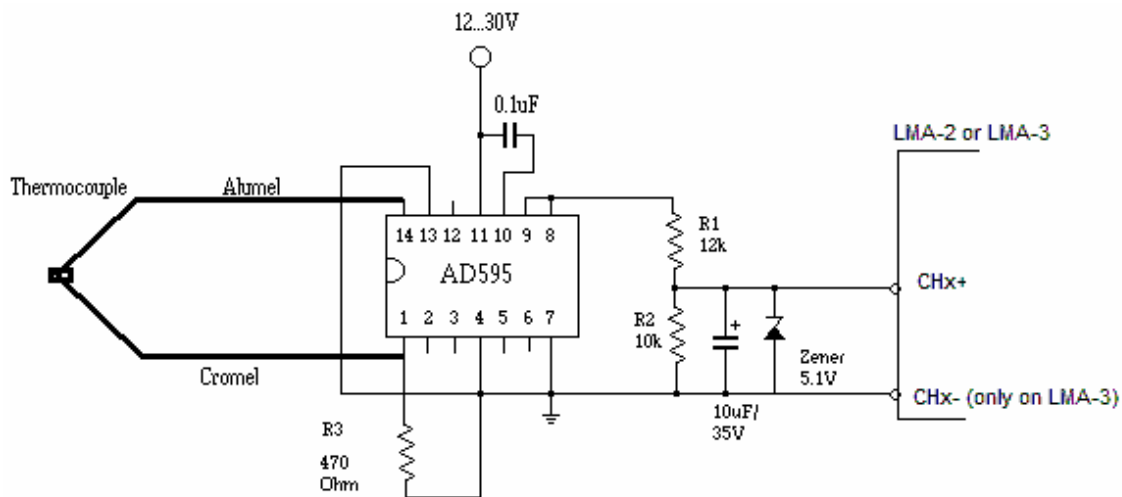 12...30V
0.1uF
LMA-2 or LMA-3
Thermocouple
Alumel
14 13 12 11 10 9 8
AD595
1 2 3 4 5 6 7
R1
12k
CHx+
R2
10k
+
Zener
5.1V
Cromel
CHx- (only on LMA-3)
10uF/
35V
R3
470
Ohm